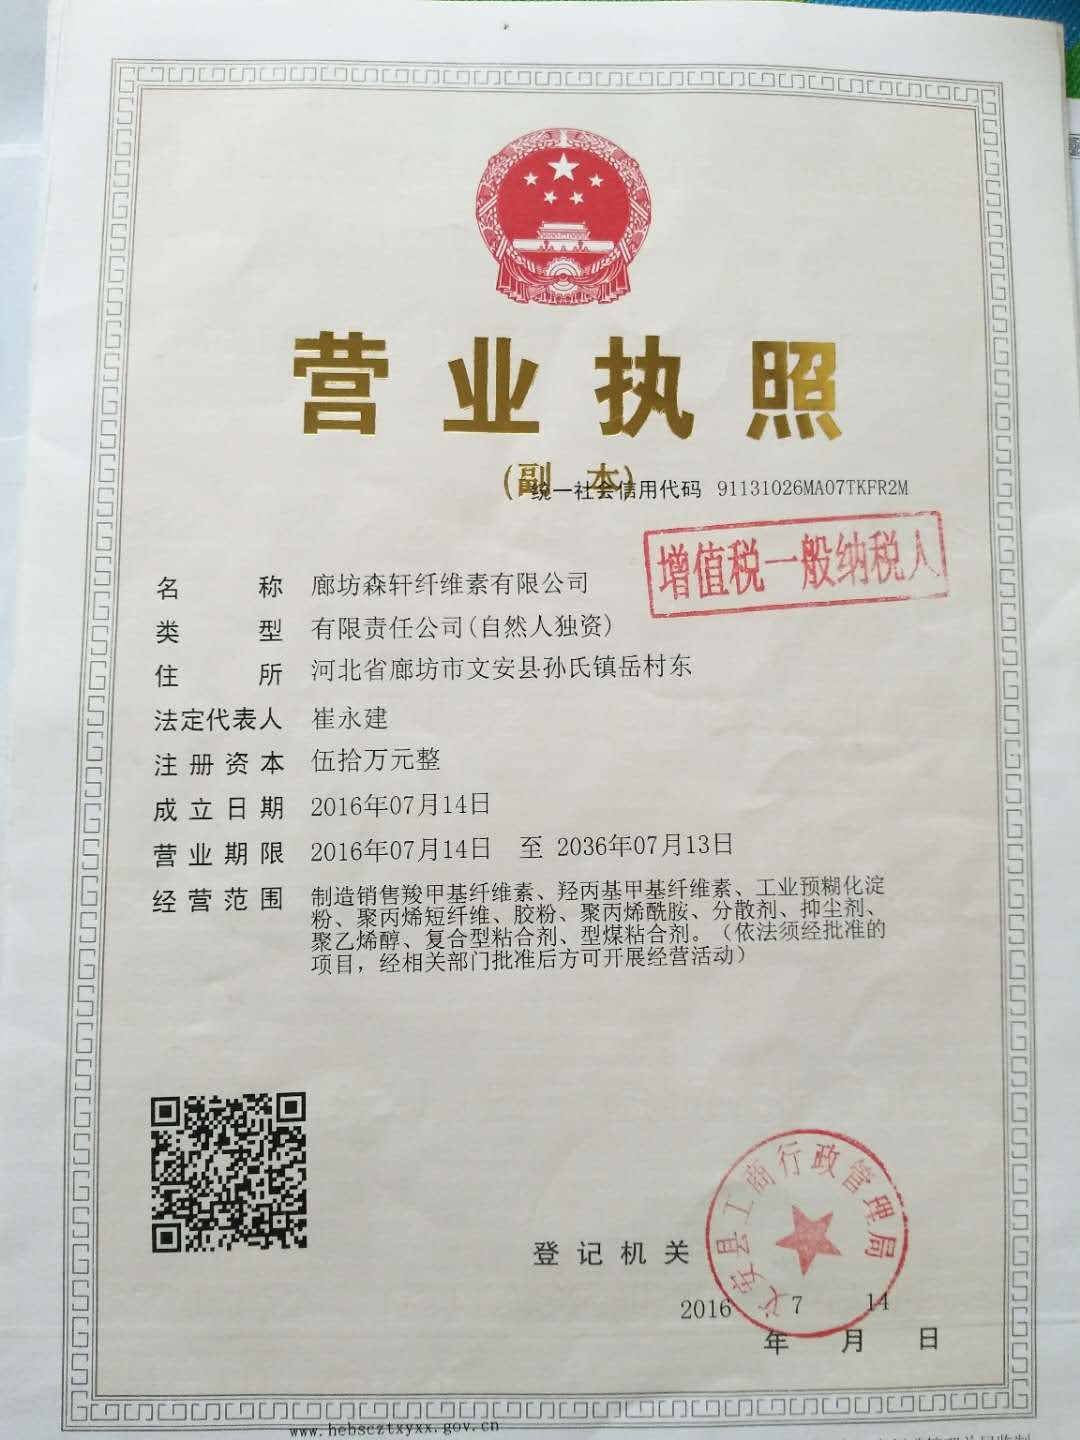 营业执照
(副 本)
统一社会信用代码 91131026MA07TKFR2M
增值税一般纳税人
名 称 廊坊森轩纤维素有限公司
类 型 有限责任公司(自然人独资)
住 所 河北省廊坊市文安县孙氏镇岳村东
法定代表人 崔永建
注册资本 伍拾万元整
成立日期 2016年07月14日
营业期限 2016年07月14日 至 2036年07月13日
经营范围 制造销售羧甲基纤维素、羟丙基甲基纤维素、工业预糊化淀
粉、聚丙烯短纤维、胶粉、聚丙烯酰胺、分散剂、抑尘剂、
聚乙烯醇、复合型粘合剂、型煤粘合剂。（依法须经批准的
项目，经相关部门批准后方可开展经营活动）
文安县工商行政管理局
登记机关
2016 7 14
年 月 日
www.hebscztxyxx.gov.cn